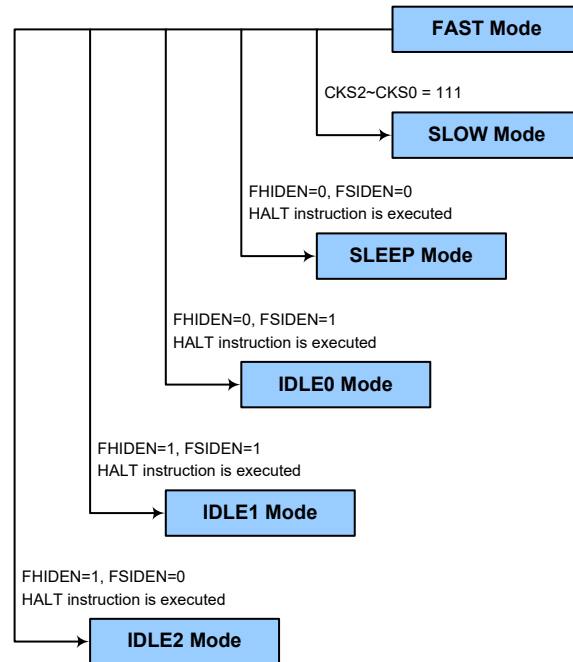 FAST Mode
CKS2~CKS0 = 111
SLOW Mode
FHIDEN=0, FSIDEN=0
HALT instruction is executed
SLEEP Mode
FHIDEN=0, FSIDEN=1
HALT instruction is executed
IDLE0 Mode
FHIDEN=1, FSIDEN=1
HALT instruction is executed
IDLE1 Mode
FHIDEN=1, FSIDEN=0
HALT instruction is executed
IDLE2 Mode